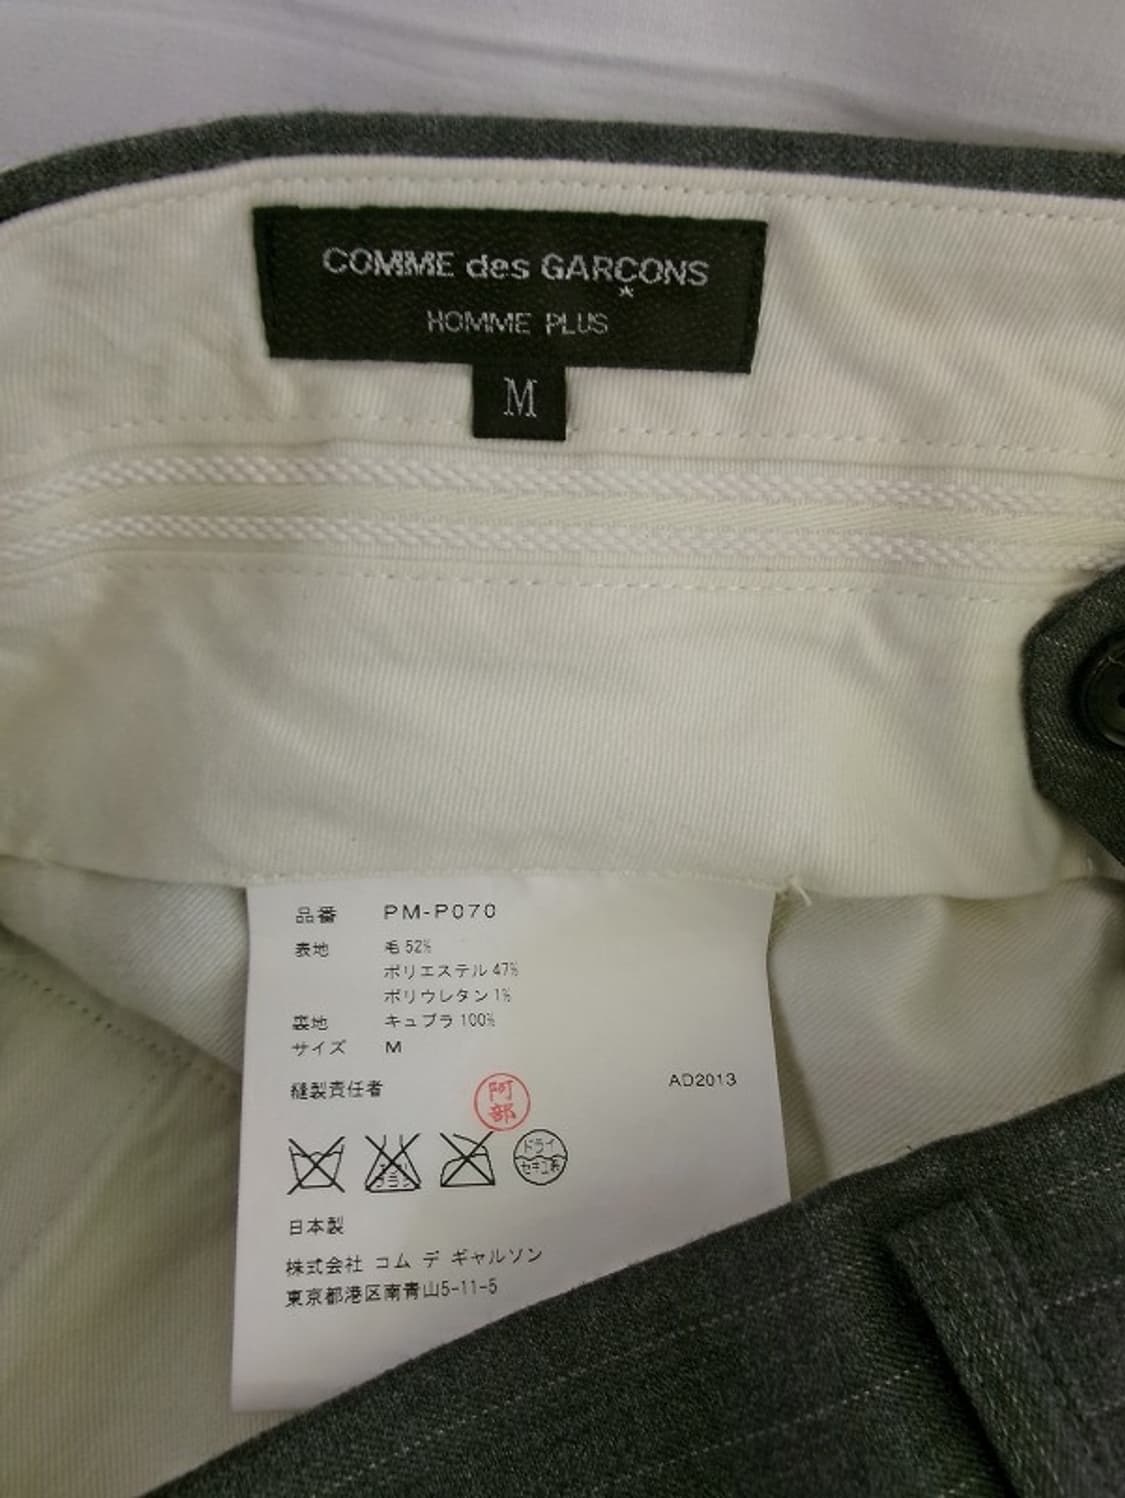 COMME des GARÇONS
HOMME PLUS
M
品番 PM-P070
表地 毛 52%
ポリエステル 47%
ポリウレタン 1%
裏地 キュプラ 100%
サイズ M
縫製責任者 阿部 AD2013
ドライ
セキユ系
日本製
株式会社 コム デ ギャルソン
東京都港区南青山5-11-5